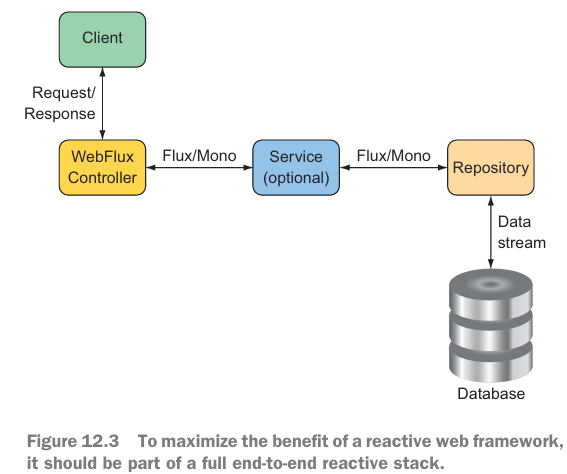 Client
Request/
Response
WebFlux
Controller
Flux/Mono
Service
(optional)
Flux/Mono
Repository
Data
stream
Database
Figure 12.3 To maximize the benefit of a reactive web framework,
it should be part of a full end-to-end reactive stack.